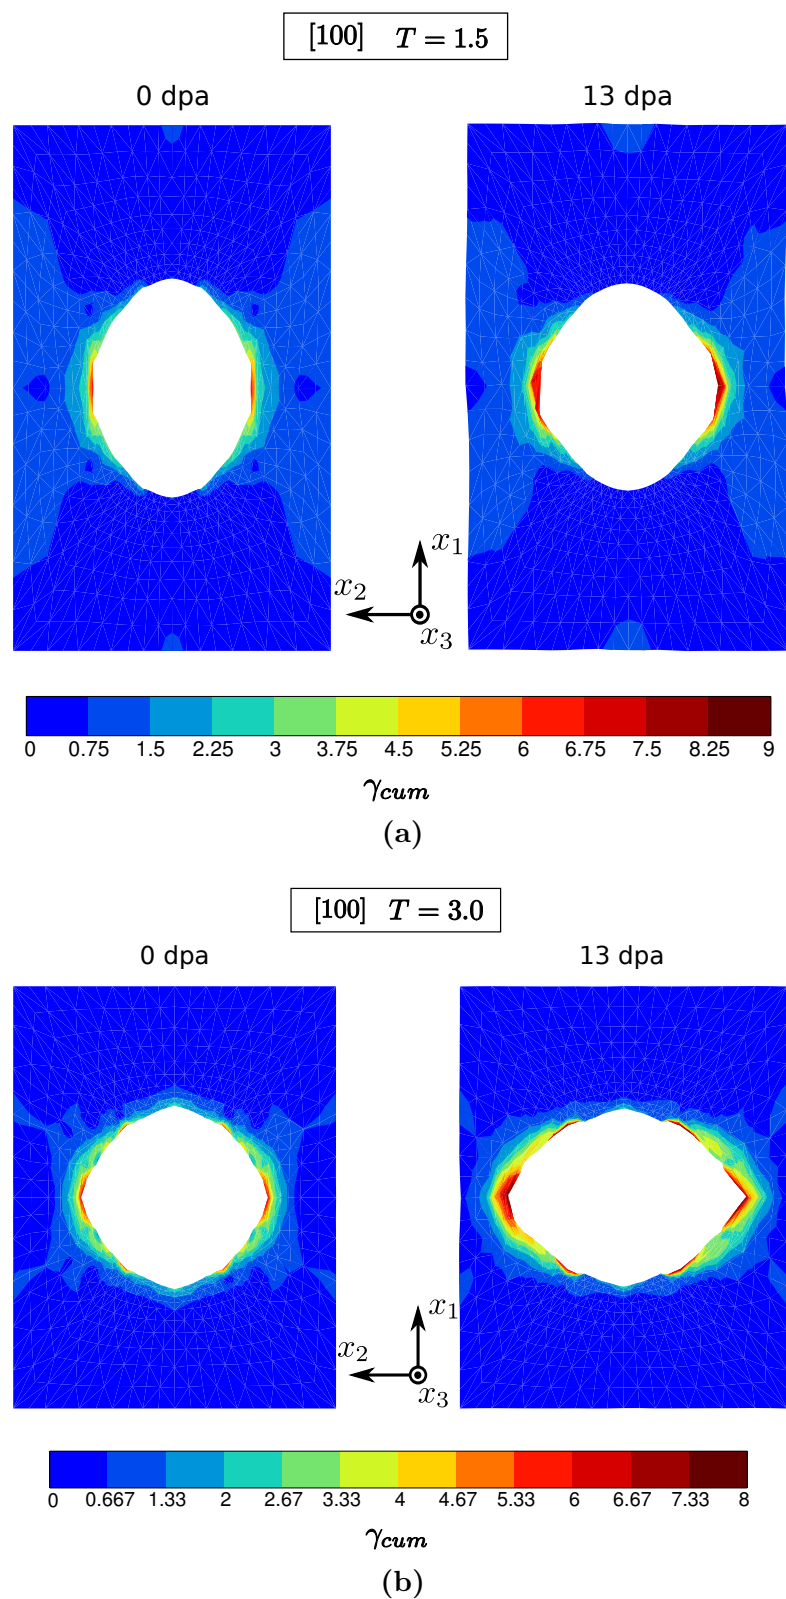 [100] T = 1.5
0 dpa 13 dpa
x₁
x₂
x₃
0 0.75 1.5 2.25 3 3.75 4.5 5.25 6 6.75 7.5 8.25 9
γcum
(a)
[100] T = 3.0
0 dpa 13 dpa
x₁
x₂
x₃
0 0.667 1.33 2 2.67 3.33 4 4.67 5.33 6 6.67 7.33 8
γcum
(b)